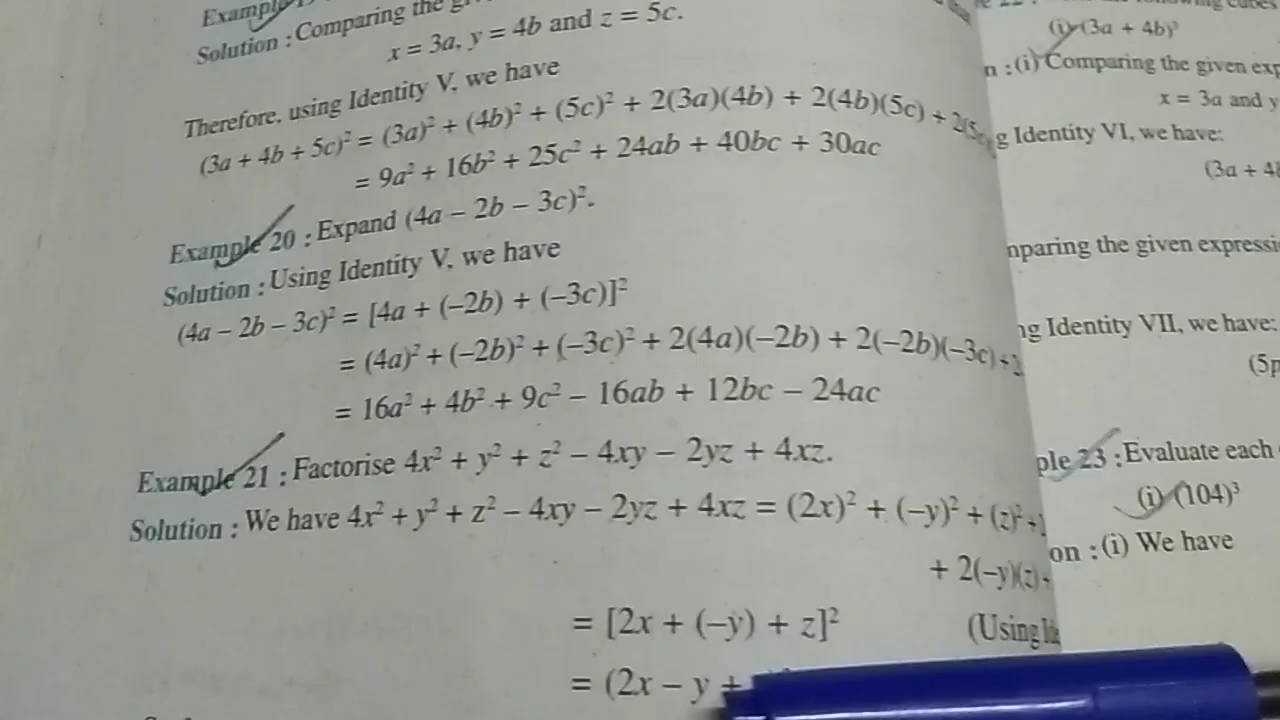 Example
Solution : Comparing the
x = 3a, y = 4b and z = 5c.
Therefore, using Identity V, we have
(3a + 4b + 5c)² = (3a)² + (4b)² + (5c)² + 2(3a)(4b) + 2(4b)(5c) + 2(5c
= 9a² + 16b² + 25c² + 24ab + 40bc + 30ac
Example 20 : Expand (4a – 2b – 3c)².
Solution : Using Identity V, we have
(4a – 2b – 3c)² = [4a + (–2b) + (–3c)]²
= (4a)² + (–2b)² + (–3c)² + 2(4a)(–2b) + 2(–2b)(–3c) + 2
= 16a² + 4b² + 9c² – 16ab + 12bc – 24ac
Example 21 : Factorise 4x² + y² + z² – 4xy – 2yz + 4xz.
Solution : We have 4x² + y² + z² – 4xy – 2yz + 4xz = (2x)² + (–y)² + (z)² +
+ 2(–y)(z) +
= [2x + (–y) + z]²
(Using
= (2x – y +
(i) (3a + 4b)³
n : (i) Comparing the given exp
x = 3a and y
g Identity VI, we have:
(3a + 4b
nparing the given expressi
ng Identity VII, we have:
(5p
ple 23 : Evaluate each
(i) (104)³
on : (i) We have